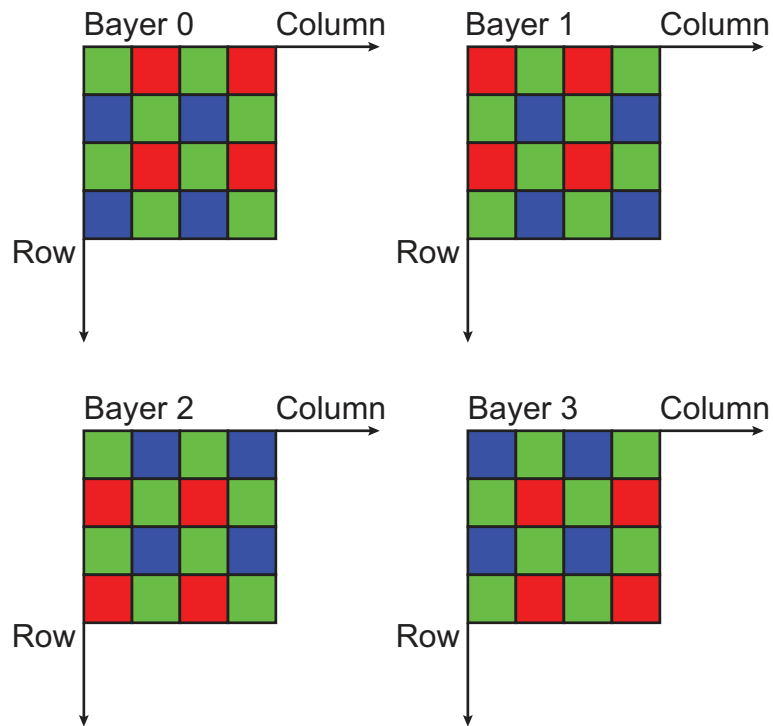 Bayer 0 Column
Row
Bayer 1 Column
Row
Bayer 2 Column
Row
Bayer 3 Column
Row